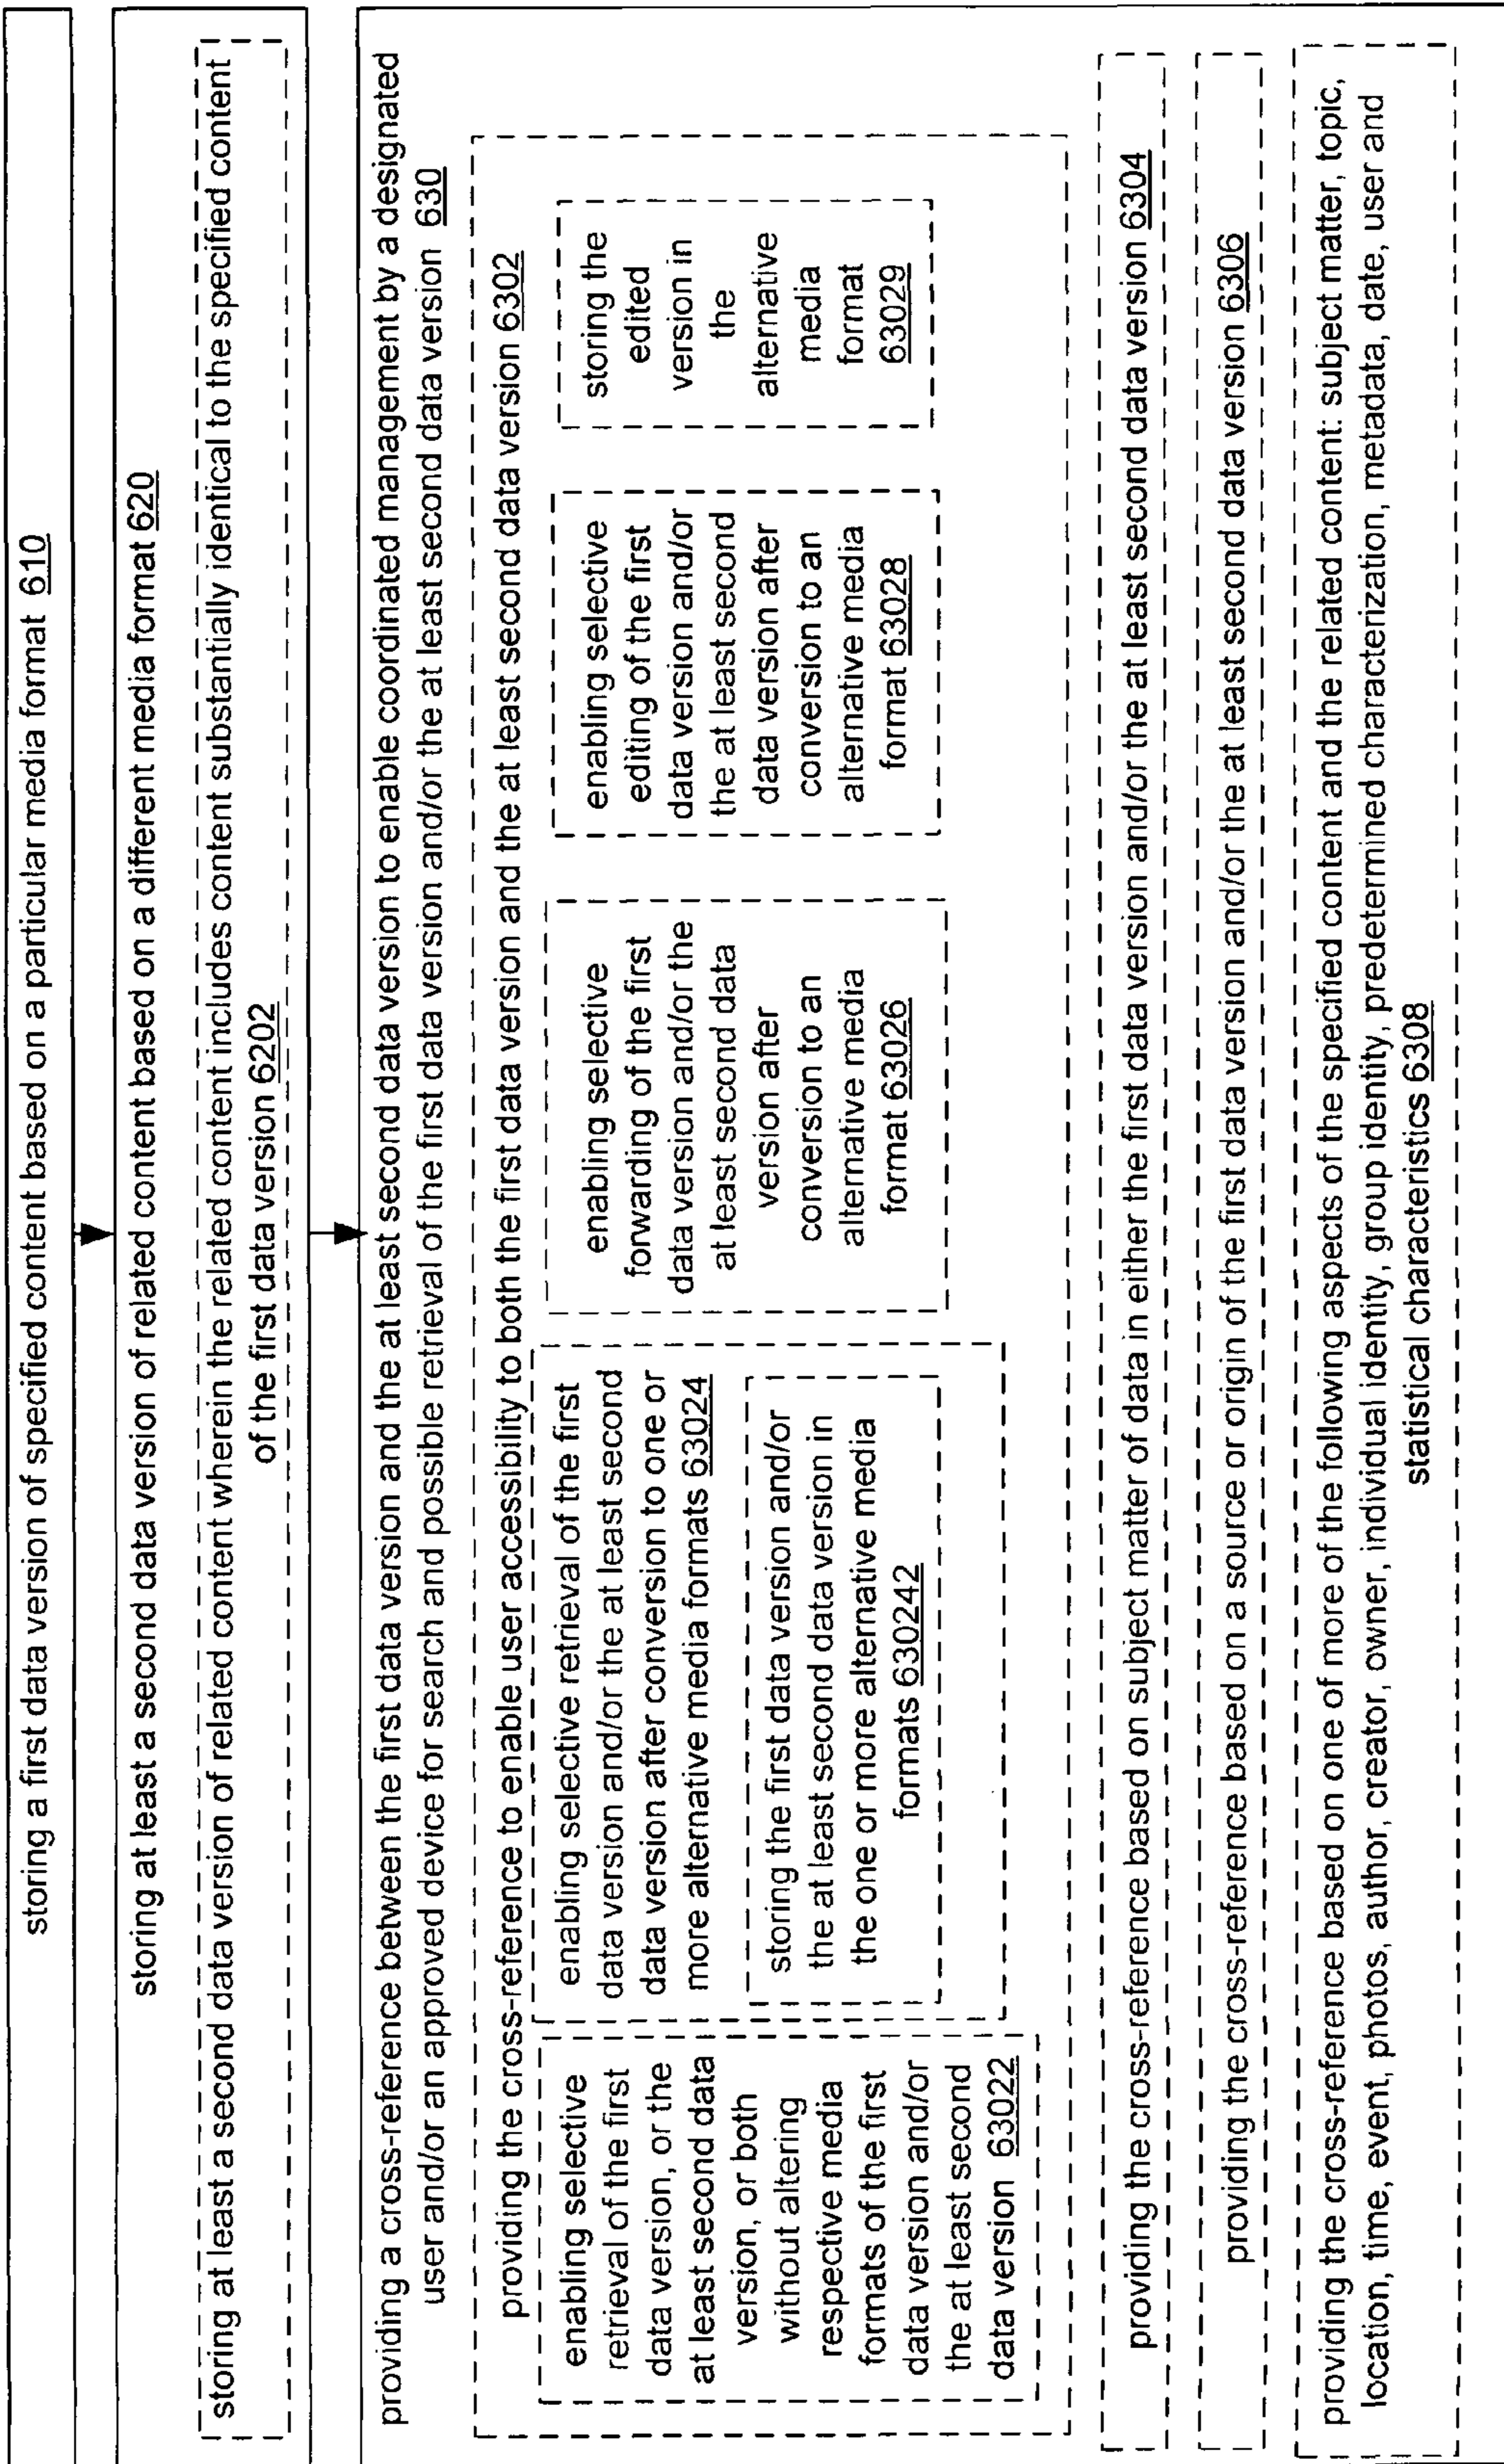 storing a first data version of specified content based on a particular media format 610
storing at least a second data version of related content based on a different media format 620
storing at least a second data version of related content wherein the related content includes content substantially identical to the specified content
of the first data version 6202
providing a cross-reference between the first data version and the at least second data version to enable coordinated management by a designated
user and/or an approved device for search and possible retrieval of the first data version and/or the at least second data version 630
providing the cross-reference to enable user accessibility to both the first data version and the at least second data version 6302
enabling selective
retrieval of the first
data version, or the
at least second data
version, or both
without altering
respective media
formats of the first
data version and/or
the at least second
data version 63022
enabling selective retrieval of the first
data version and/or the at least second
data version after conversion to one or
more alternative media formats 63024
storing the first data version and/or
the at least second data version in
the one or more alternative media
formats 630242
enabling selective
forwarding of the first
data version and/or the
at least second data
version after
conversion to an
alternative media
format 63026
enabling selective
editing of the first
data version and/or
the at least second
data version after
conversion to an
alternative media
format 63028
storing the
edited
version in
the
alternative
media
format
63029
providing the cross-reference based on subject matter of data in either the first data version and/or the at least second data version 6304
providing the cross-reference based on a source or origin of the first data version and/or the at least second data version 6306
providing the cross-reference based on one of more of the following aspects of the specified content and the related content: subject matter, topic,
location, time, event, photos, author, creator, owner, individual identity, group identity, predetermined characterization, metadata, date, user and
statistical characteristics 6308